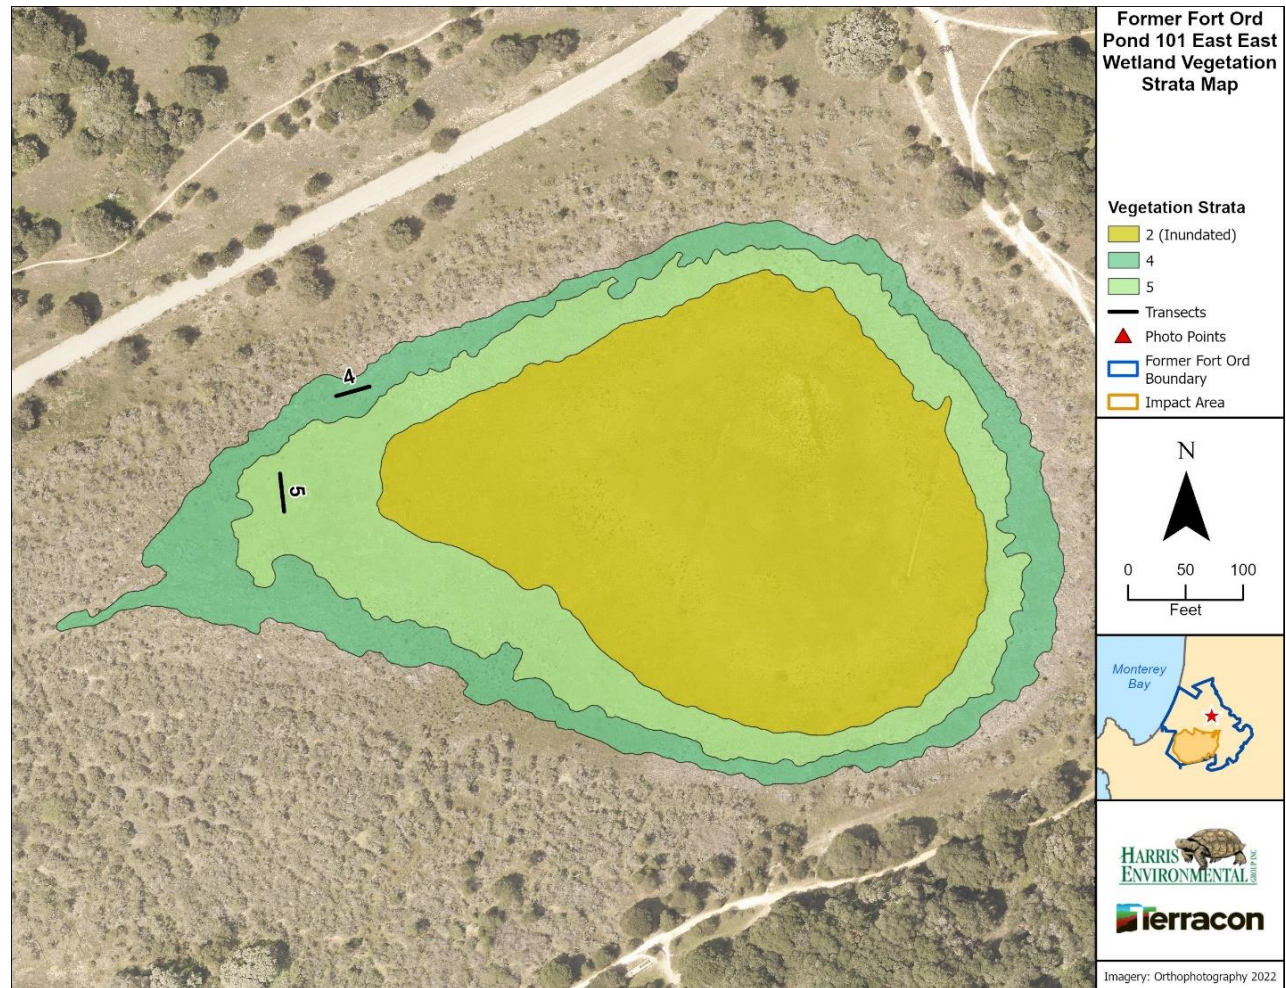 Former Fort Ord
Pond 101 East East
Wetland Vegetation
Strata Map
Vegetation Strata
2 (Inundated)
4
5
Transects
Photo Points
Former Fort Ord
Boundary
Impact Area
4
5
N
0 50 100
Feet
Monterey
Bay
HARRIS
ENVIRONMENTAL
GROUP INC
Terracon
Imagery: Orthophotography 2022